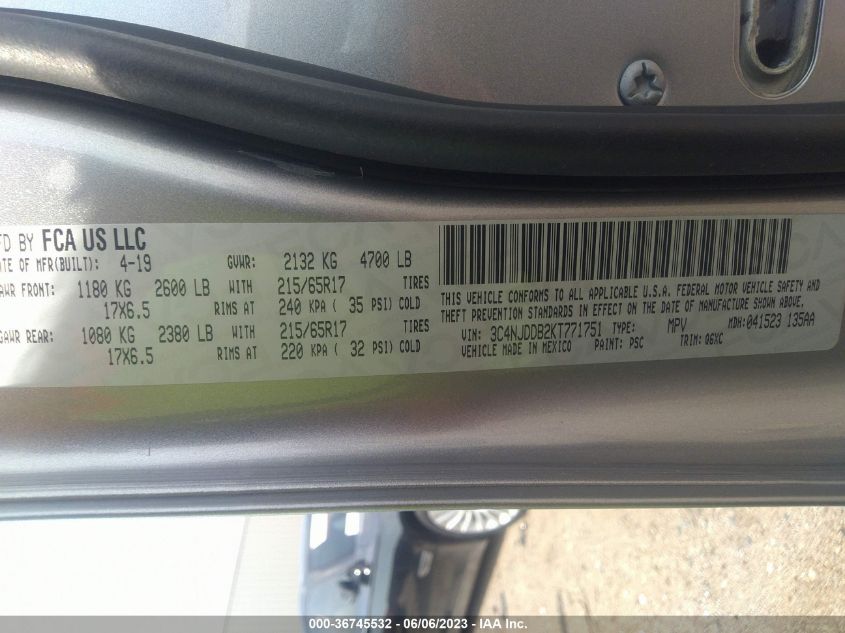 FD BY FCA US LLC
ATE OF MFR(BUILT): 4-19 GVWR: 2132 KG 4700 LB
AWR FRONT: 1180 KG 2600 LB WITH 215/65R17 TIRES
17X6.5 RIMS AT 240 KPA ( 35 PSI) COLD
GAWR REAR: 1080 KG 2380 LB WITH 215/65R17 TIRES
17X6.5 RIMS AT 220 KPA ( 32 PSI) COLD
THIS VEHICLE CONFORMS TO ALL APPLICABLE U.S.A. FEDERAL MOTOR VEHICLE SAFETY AND
THEFT PREVENTION STANDARDS IN EFFECT ON THE DATE OF MANUFACTURE SHOWN ABOVE.
VIN: 3C4NJDDB2KT771751 TYPE: MPV MDH:041523 135AA
VEHICLE MADE IN MEXICO PAINT: PSC TRIM: Q6XC
000-36745532 - 06/06/2023 - IAA Inc.